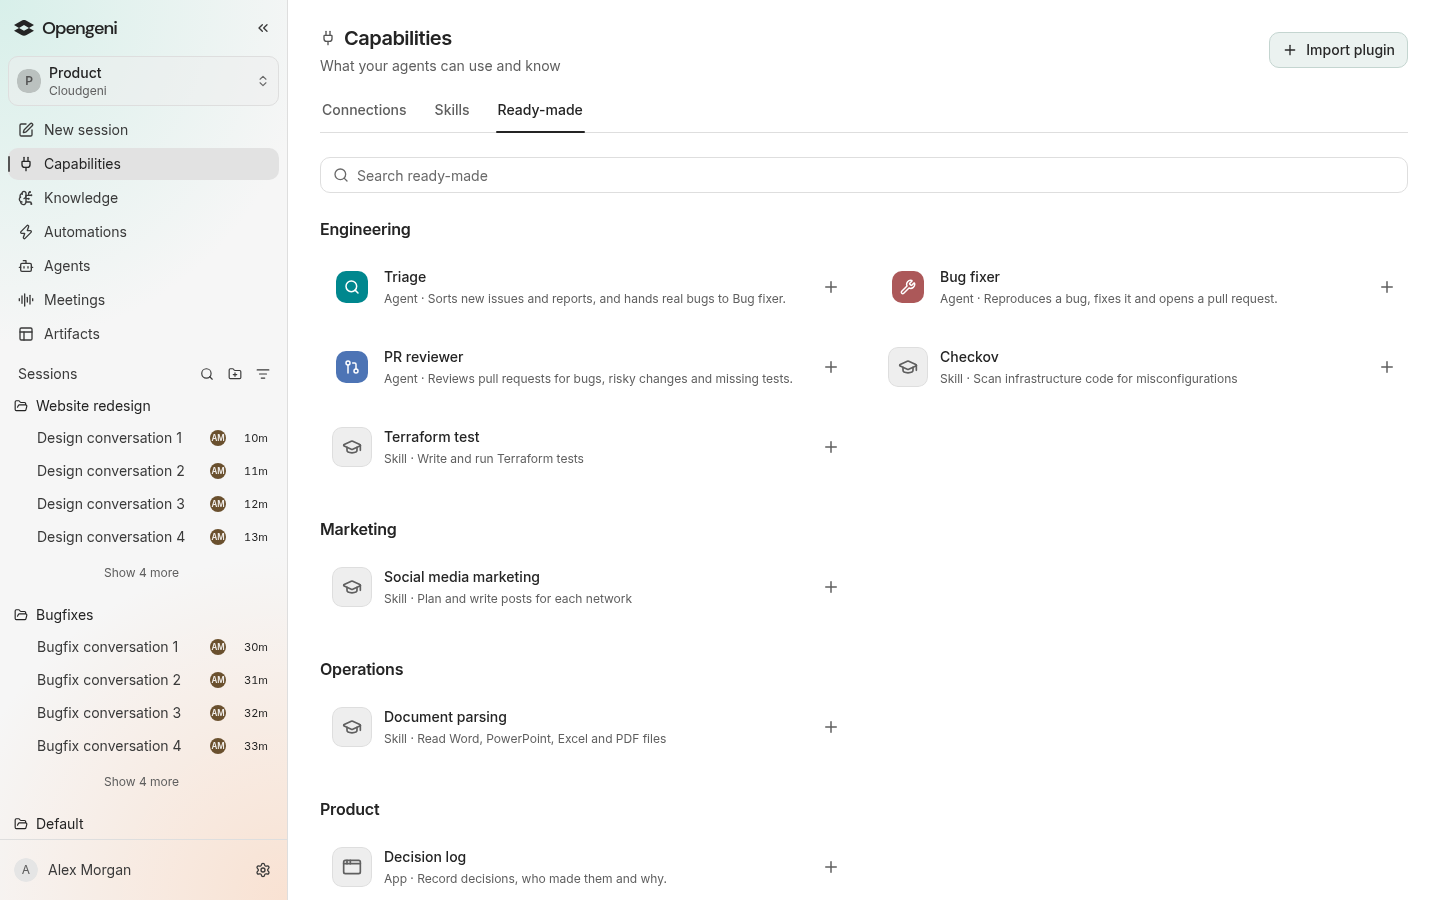 Opengeni
P
Product
Cloudgeni
New session
Capabilities
Knowledge
Automations
Agents
Meetings
Artifacts
Sessions
Website redesign
Design conversation 1 AM 10m
Design conversation 2 AM 11m
Design conversation 3 AM 12m
Design conversation 4 AM 13m
Show 4 more
Bugfixes
Bugfix conversation 1 AM 30m
Bugfix conversation 2 AM 31m
Bugfix conversation 3 AM 32m
Bugfix conversation 4 AM 33m
Show 4 more
Default
A Alex Morgan
Capabilities
What your agents can use and know
Import plugin
Connections Skills Ready-made
Search ready-made
Engineering
Triage
Agent · Sorts new issues and reports, and hands real bugs to Bug fixer.
Bug fixer
Agent · Reproduces a bug, fixes it and opens a pull request.
PR reviewer
Agent · Reviews pull requests for bugs, risky changes and missing tests.
Checkov
Skill · Scan infrastructure code for misconfigurations
Terraform test
Skill · Write and run Terraform tests
Marketing
Social media marketing
Skill · Plan and write posts for each network
Operations
Document parsing
Skill · Read Word, PowerPoint, Excel and PDF files
Product
Decision log
App · Record decisions, who made them and why.